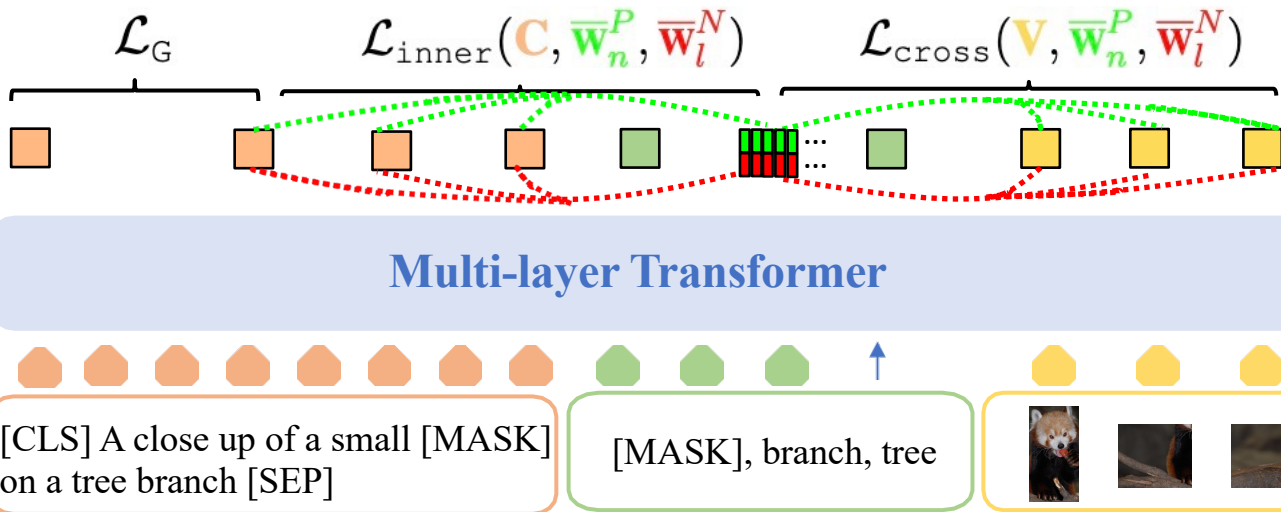 𝓛_G   𝓛_inner(C, w̅_n^P, w̅_l^N)   𝓛_cross(V, w̅_n^P, w̅_l^N)
...
...
Multi-layer Transformer
[CLS] A close up of a small [MASK]
on a tree branch [SEP]
[MASK], branch, tree